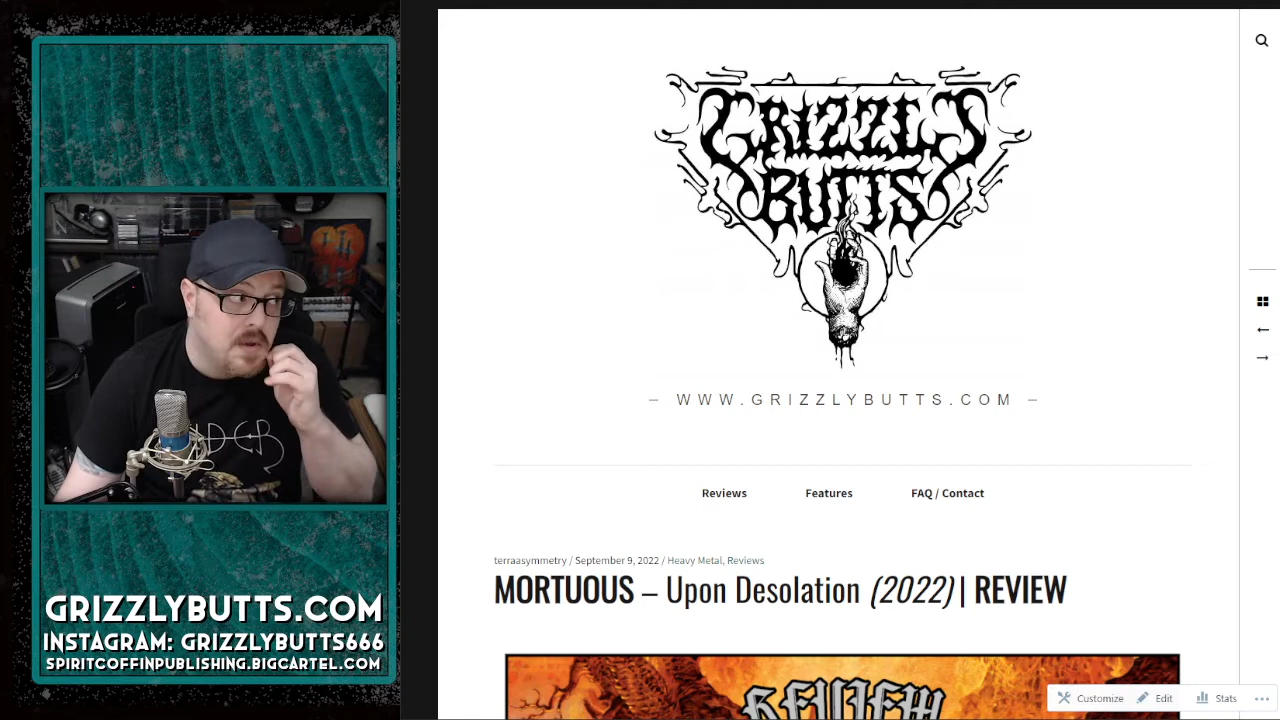 GRIZZLYBUTTS.COM
INSTAGRAM: GRIZZLYBUTTS666
SPIRITCOFFINPUBLISHING.BIGCARTEL.COM
GRIZZLY
BUTTS
— WWW.GRIZZLYBUTTS.COM —
Reviews
Features
FAQ / Contact
terraasymmetry / September 9, 2022 / Heavy Metal, Reviews
MORTUOUS – Upon Desolation (2022) | REVIEW
REVIEW
Customize
Edit
Stats